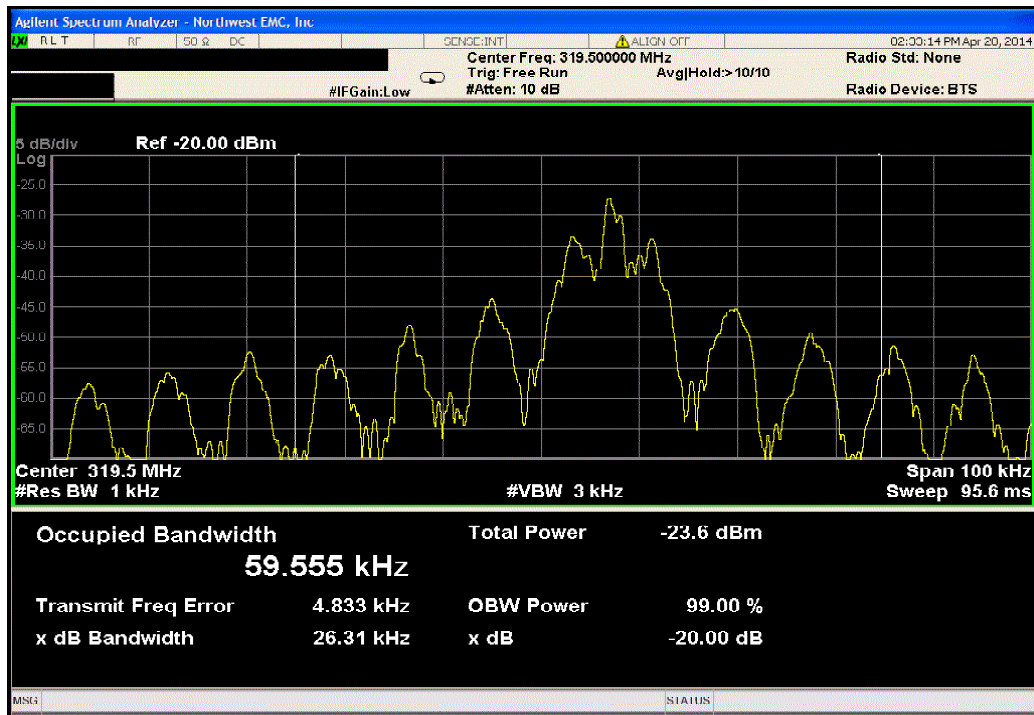 Agilent Spectrum Analyzer - Northwest EMC, Inc
LXI R L T RF 50 Ω DC SENSE:INT ALIGN OFF 02:33:14 PM Apr 20, 2014
Center Freq: 319.500000 MHz Radio Std: None
Trig: Free Run Avg|Hold:>10/10
#IFGain:Low #Atten: 10 dB Radio Device: BTS
5 dB/div Ref -20.00 dBm
Log
-25.0
-30.0
-35.0
-40.0
-45.0
-50.0
-55.0
-60.0
-65.0
Center 319.5 MHz Span 100 kHz
#Res BW 1 kHz #VBW 3 kHz Sweep 95.6 ms
Occupied Bandwidth Total Power -23.6 dBm
59.555 kHz
Transmit Freq Error 4.833 kHz OBW Power 99.00 %
x dB Bandwidth 26.31 kHz x dB -20.00 dB
MSG STATUS